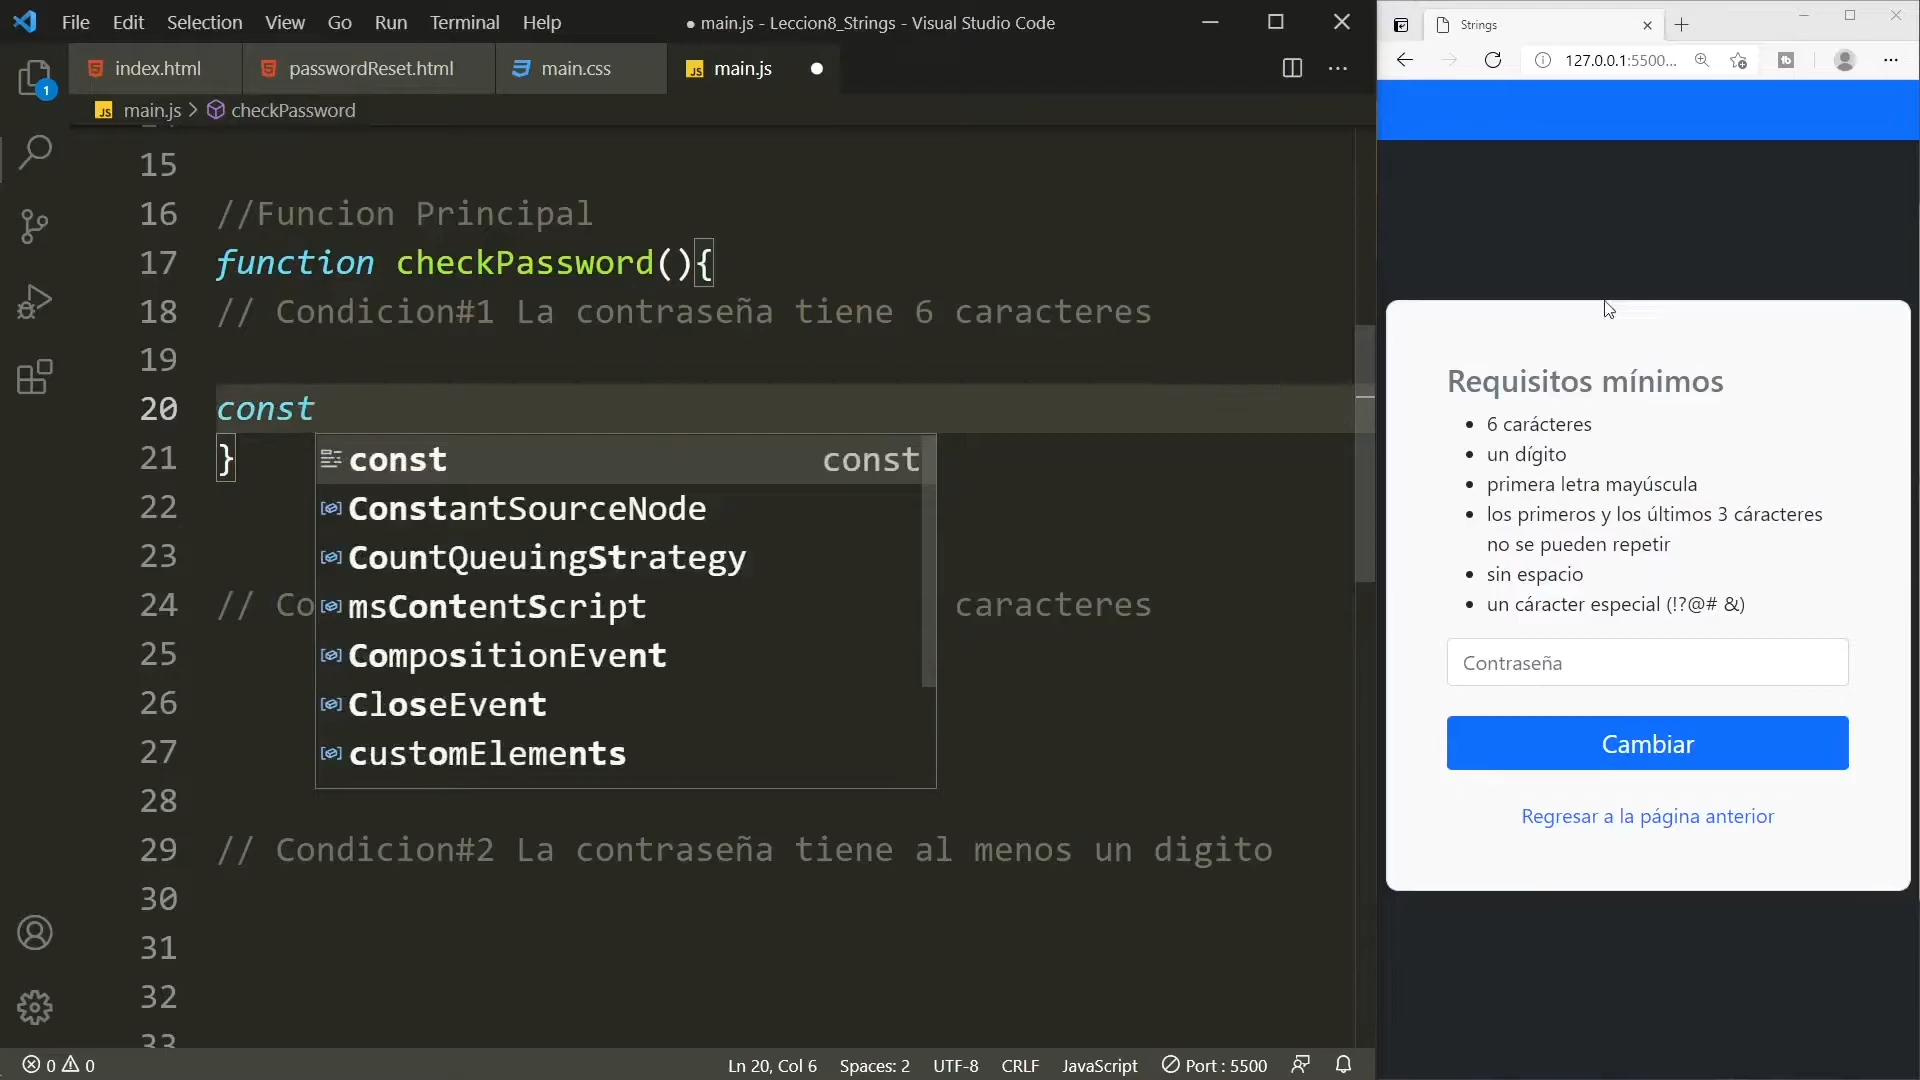 File Edit Selection View Go Run Terminal Help
● main.js - Leccion8_Strings - Visual Studio Code
index.html
passwordReset.html
main.css
JS main.js
JS main.js > checkPassword
15
16 //Funcion Principal
17 function checkPassword(){
18 // Condicion#1 La contraseña tiene 6 caracteres
19
20 const
21 }
const const
22
ConstantSourceNode
23
CountQueuingStrategy
24 // Co caracteres
msContentScript
25
CompositionEvent
26
CloseEvent
27
customElements
28
29 // Condicion#2 La contraseña tiene al menos un digito
30
31
32
33
1
0 0
Ln 20, Col 6 Spaces: 2 UTF-8 CRLF JavaScript Port : 5500
Strings
127.0.0.1:5500...
Requisitos mínimos
6 carácteres
un dígito
primera letra mayúscula
los primeros y los últimos 3 cáracteres
no se pueden repetir
sin espacio
un cáracter especial (!?@# &)
Contraseña
Cambiar
Regresar a la página anterior